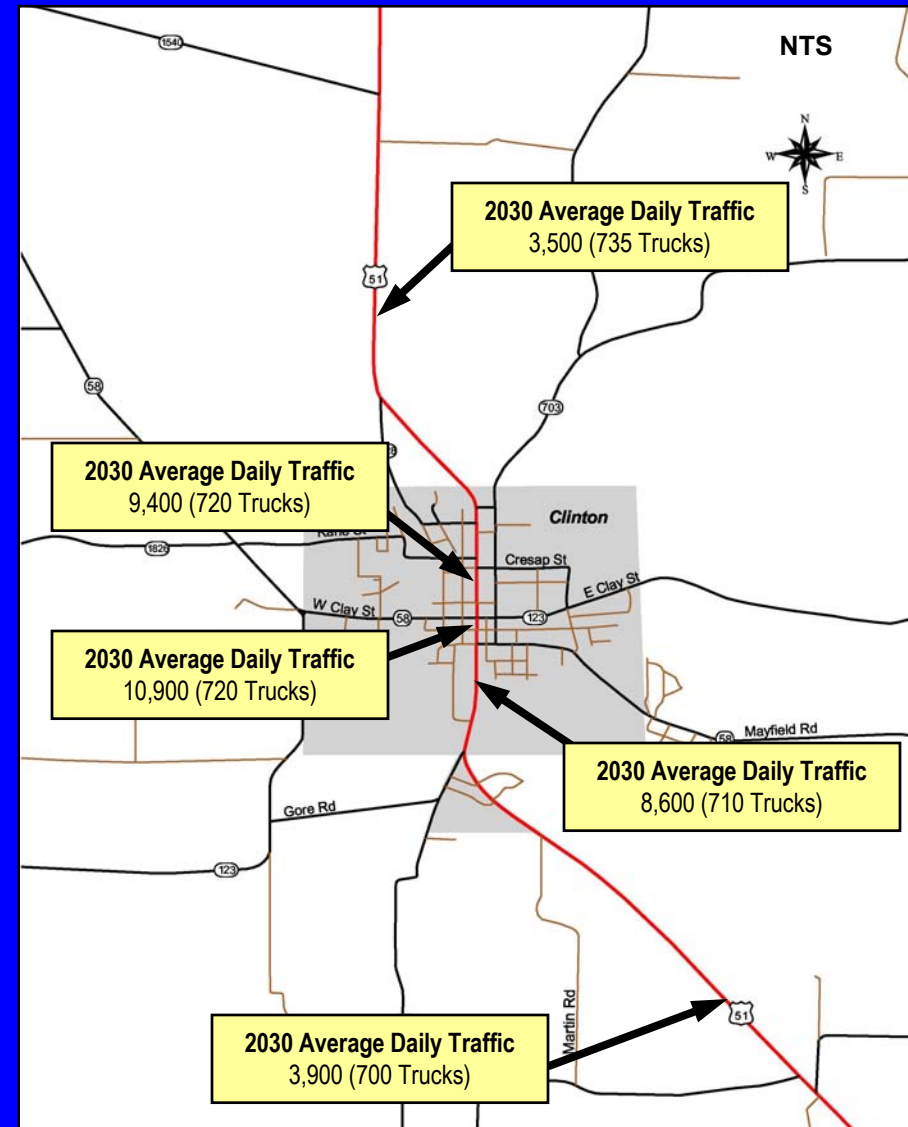 1540
NTS
N
W E
S
2030 Average Daily Traffic
3,500 (735 Trucks)
51
58
703
2030 Average Daily Traffic
9,400 (720 Trucks)
Clinton
1826
Cresap St
E Clay St
W Clay St
58
123
2030 Average Daily Traffic
10,900 (720 Trucks)
58
Mayfield Rd
2030 Average Daily Traffic
8,600 (710 Trucks)
Gore Rd
123
Martin Rd
51
2030 Average Daily Traffic
3,900 (700 Trucks)